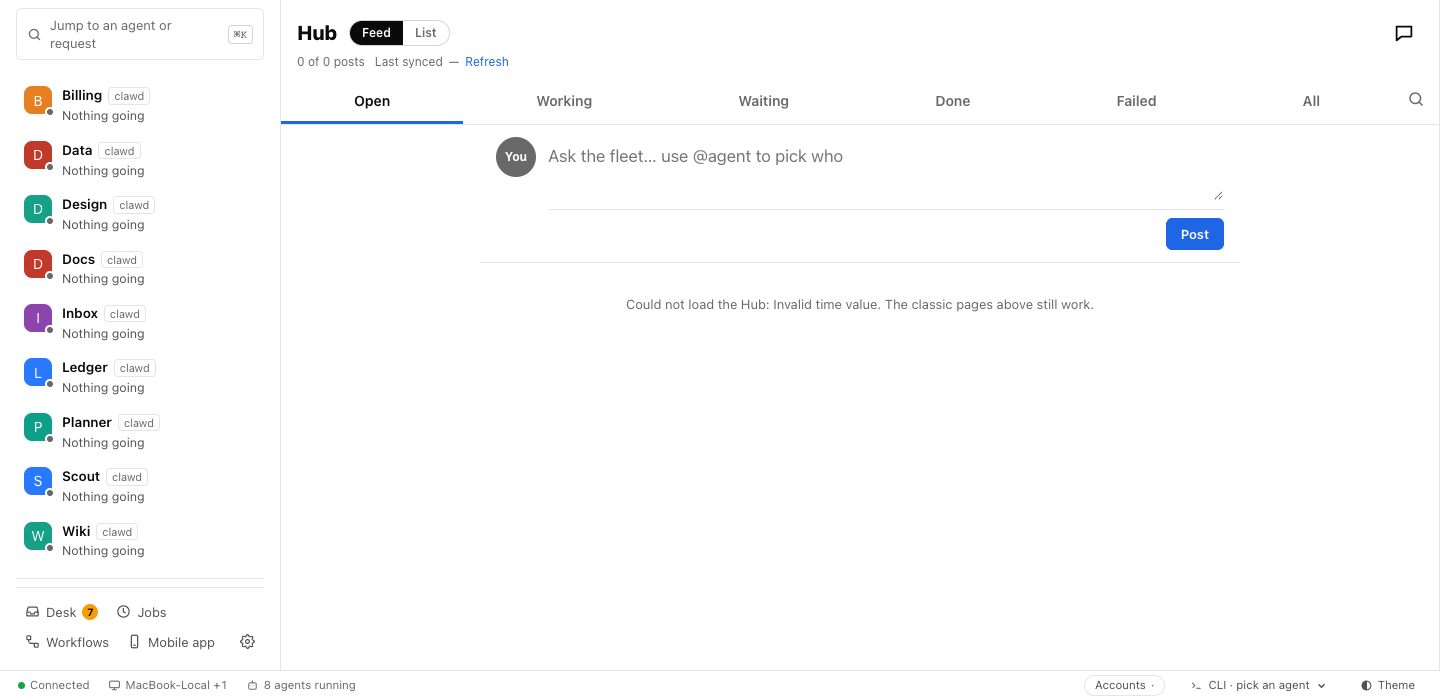 Jump to an agent or
request
⌘K
B Billing clawd
Nothing going
D Data clawd
Nothing going
D Design clawd
Nothing going
D Docs clawd
Nothing going
I Inbox clawd
Nothing going
L Ledger clawd
Nothing going
P Planner clawd
Nothing going
S Scout clawd
Nothing going
W Wiki clawd
Nothing going
Desk 7 Jobs
Workflows Mobile app
Hub Feed List
0 of 0 posts Last synced — Refresh
Open Working Waiting Done Failed All
You Ask the fleet... use @agent to pick who
Post
Could not load the Hub: Invalid time value. The classic pages above still work.
Connected MacBook-Local +1 8 agents running Accounts · CLI · pick an agent Theme